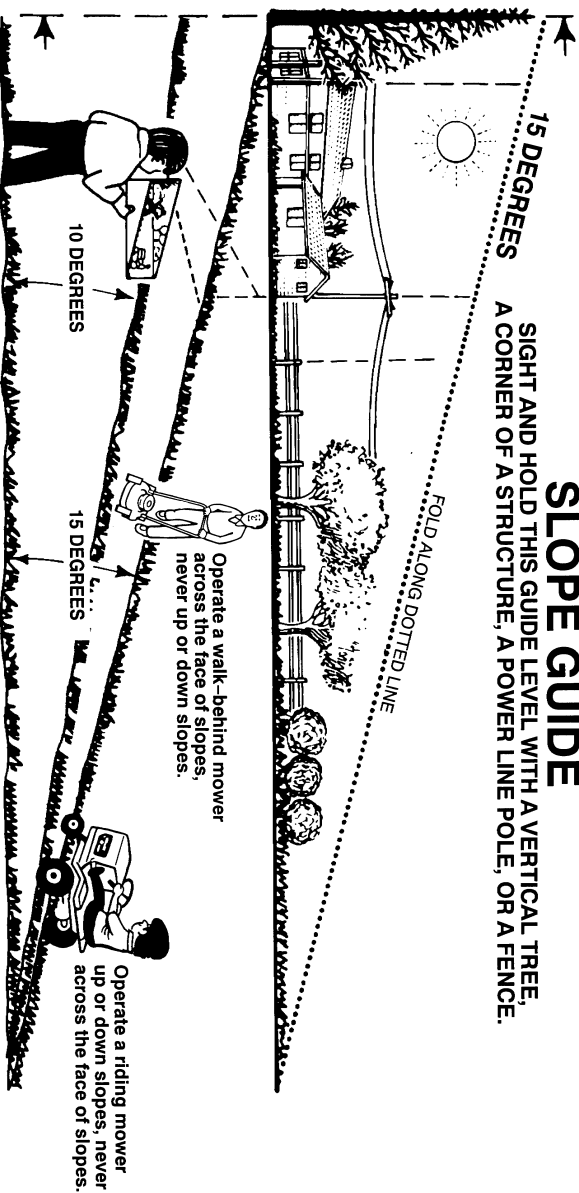 SLOPE GUIDE
SIGHT AND HOLD THIS GUIDE LEVEL WITH A VERTICAL TREE,
A CORNER OF A STRUCTURE, A POWER LINE POLE, OR A FENCE.
15 DEGREES
FOLD ALONG DOTTED LINE
10 DEGREES
15 DEGREES
Operate a walk–behind mower
across the face of slopes,
never up or down slopes.
Operate a riding mower
up or down slopes, never
across the face of slopes.